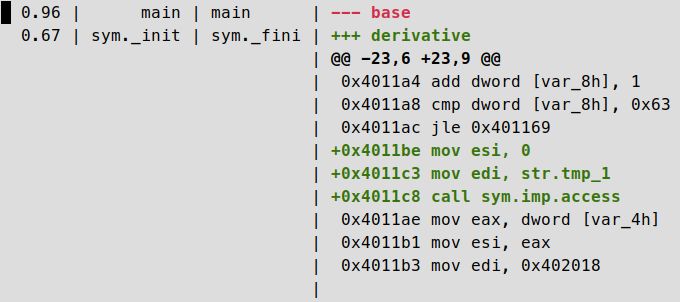 0.96 |      main | main      | --- base
0.67 | sym._init | sym._fini | +++ derivative
| @@ -23,6 +23,9 @@
|  0x4011a4 add dword [var_8h], 1
|  0x4011a8 cmp dword [var_8h], 0x63
|  0x4011ac jle 0x401169
| +0x4011be mov esi, 0
| +0x4011c3 mov edi, str.tmp_1
| +0x4011c8 call sym.imp.access
|  0x4011ae mov eax, dword [var_4h]
|  0x4011b1 mov esi, eax
|  0x4011b3 mov edi, 0x402018
|